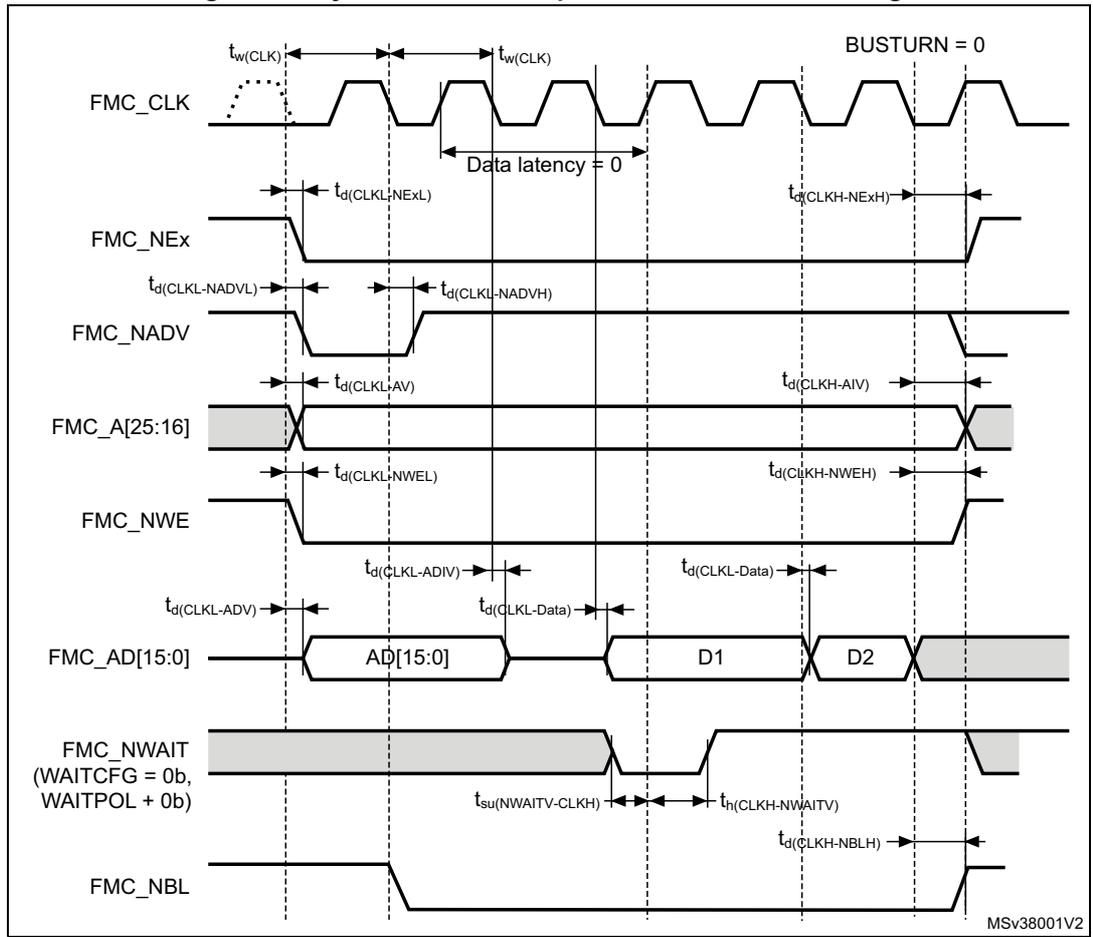 BUSTURN = 0
tw(CLK)
tw(CLK)
FMC_CLK
Data latency = 0
td(CLKL-NExL)
td(CLKH-NExH)
FMC_NEx
td(CLKL-NADVL)
td(CLKL-NADVH)
FMC_NADV
td(CLKL-AV)
td(CLKH-AIV)
FMC_A[25:16]
td(CLKL-NWEL)
td(CLKH-NWEH)
FMC_NWE
td(CLKL-ADIV)
td(CLKL-Data)
td(CLKL-ADV)
td(CLKL-Data)
FMC_AD[15:0]
AD[15:0]
D1
D2
FMC_NWAIT
(WAITCFG = 0b,
WAITPOL + 0b)
tsu(NWAITV-CLKH)
th(CLKH-NWAITV)
td(CLKH-NBLH)
FMC_NBL
MSv38001V2